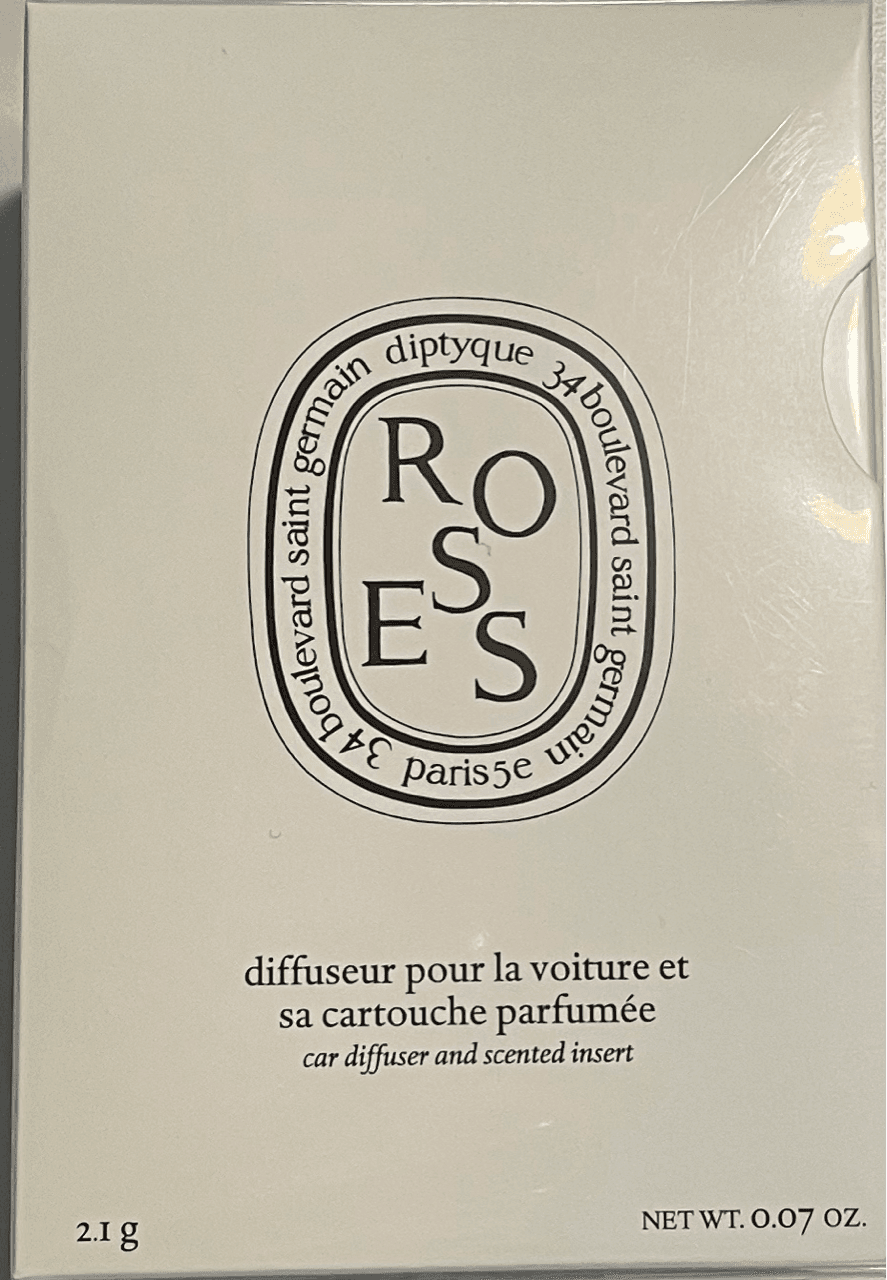 diptyque
34 boulevard saint germain
paris 5e
34 boulevard saint germain
ROSES
diffuseur pour la voiture et
sa cartouche parfumée
car diffuser and scented insert
2.1 g
NET WT. 0.07 OZ.